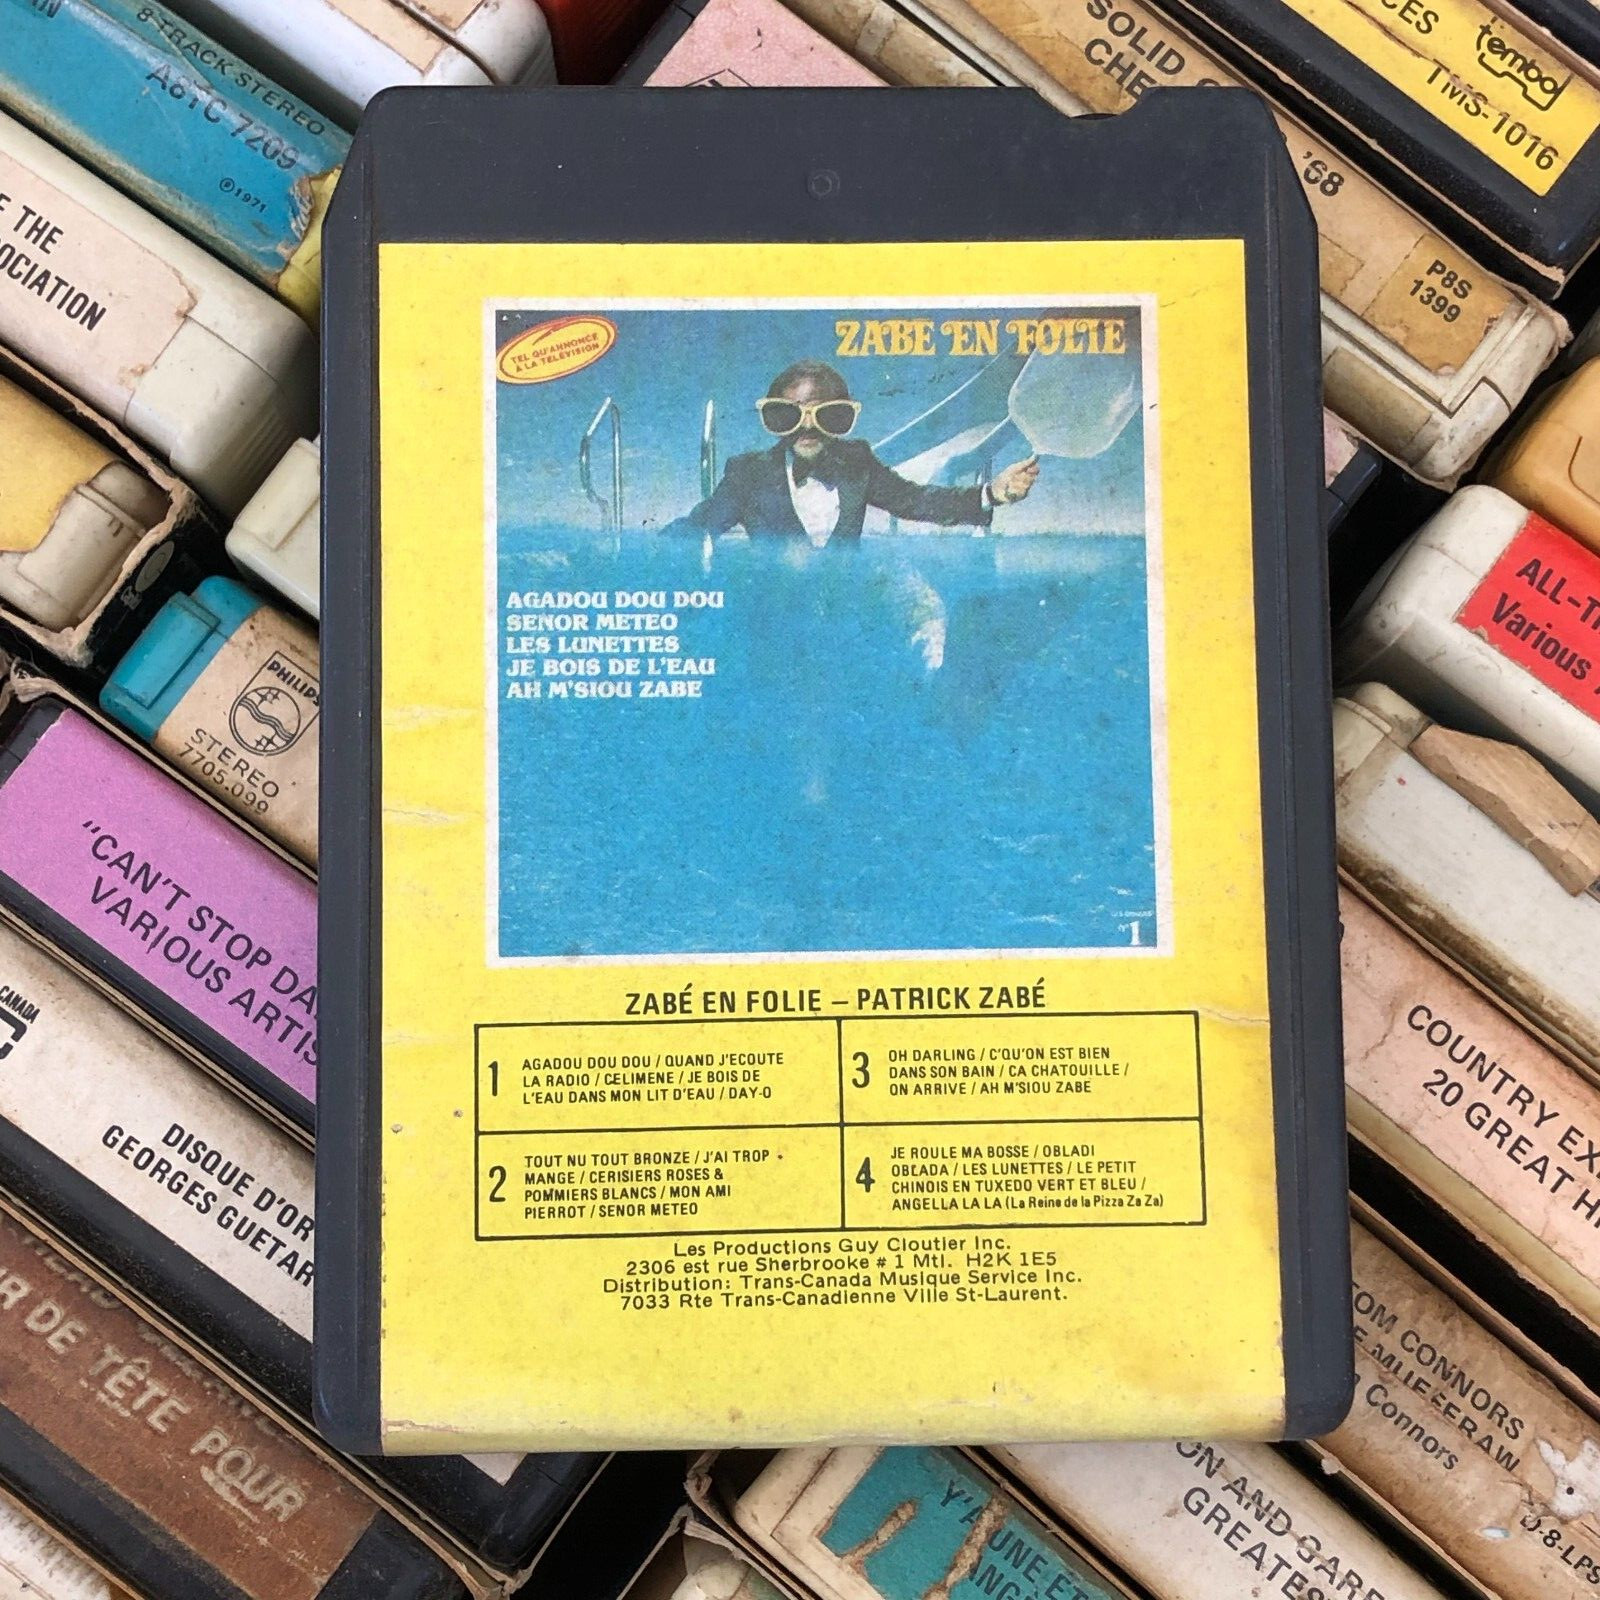 8 TRACK STEREO
A8TC 7209
Ⓟ1971
THE
OCIATION
SOLID
'68
P8S
1399
CES
tembo
TMS-1016
ALL-T
Various
PHILIPS
STEREO
7705.099
"CAN'T STOP DA
VARIOUS ARTIS
CANADA
DISQUE D'OR
GEORGES GUETAR
R DE TÊTE POUR
TEL QU'ANNONCE
A LA TELEVISION
ZABE EN FOLIE
AGADOU DOU DOU
SENOR METEO
LES LUNETTES
JE BOIS DE L'EAU
AH M'SIOU ZABE
N°1
ZABÉ EN FOLIE – PATRICK ZABÉ
1 AGADOU DOU DOU / QUAND J'ECOUTE
LA RADIO / CELIMENE / JE BOIS DE
L'EAU DANS MON LIT D'EAU / DAY-O
2 TOUT NU TOUT BRONZE / J'AI TROP
MANGE / CERISIERS ROSES &
POMMIERS BLANCS / MON AMI
PIERROT / SENOR METEO
3 OH DARLING / C'QU'ON EST BIEN
DANS SON BAIN / CA CHATOUILLE /
ON ARRIVE / AH M'SIOU ZABE
4 JE ROULE MA BOSSE / OBLADI
OBLADA / LES LUNETTES / LE PETIT
CHINOIS EN TUXEDO VERT ET BLEU /
ANGELLA LA LA (La Reine de la Pizza Za Za)
Les Productions Guy Cloutier Inc.
2306 est rue Sherbrooke # 1 Mtl. H2K 1E5
Distribution: Trans-Canada Musique Service Inc.
7033 Rte Trans-Canadienne Ville St-Laurent.
COUNTRY EX
20 GREAT H
TOM CONNORS
Connors
D-8-LPS
ON AND GARF
GREATES
Y'A UNE ÉT